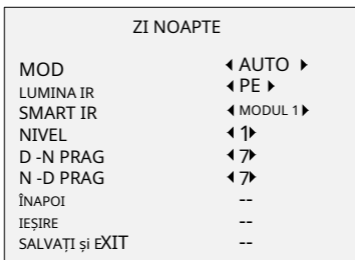 ZI NOAPTE
MOD AUTO
LUMINA IR PE
SMART IR MODUL 1
NIVEL 1
D -N PRAG 7
N -D PRAG 7
ÎNAPOI --
IEȘIRE --
SALVAȚI și EXIT --